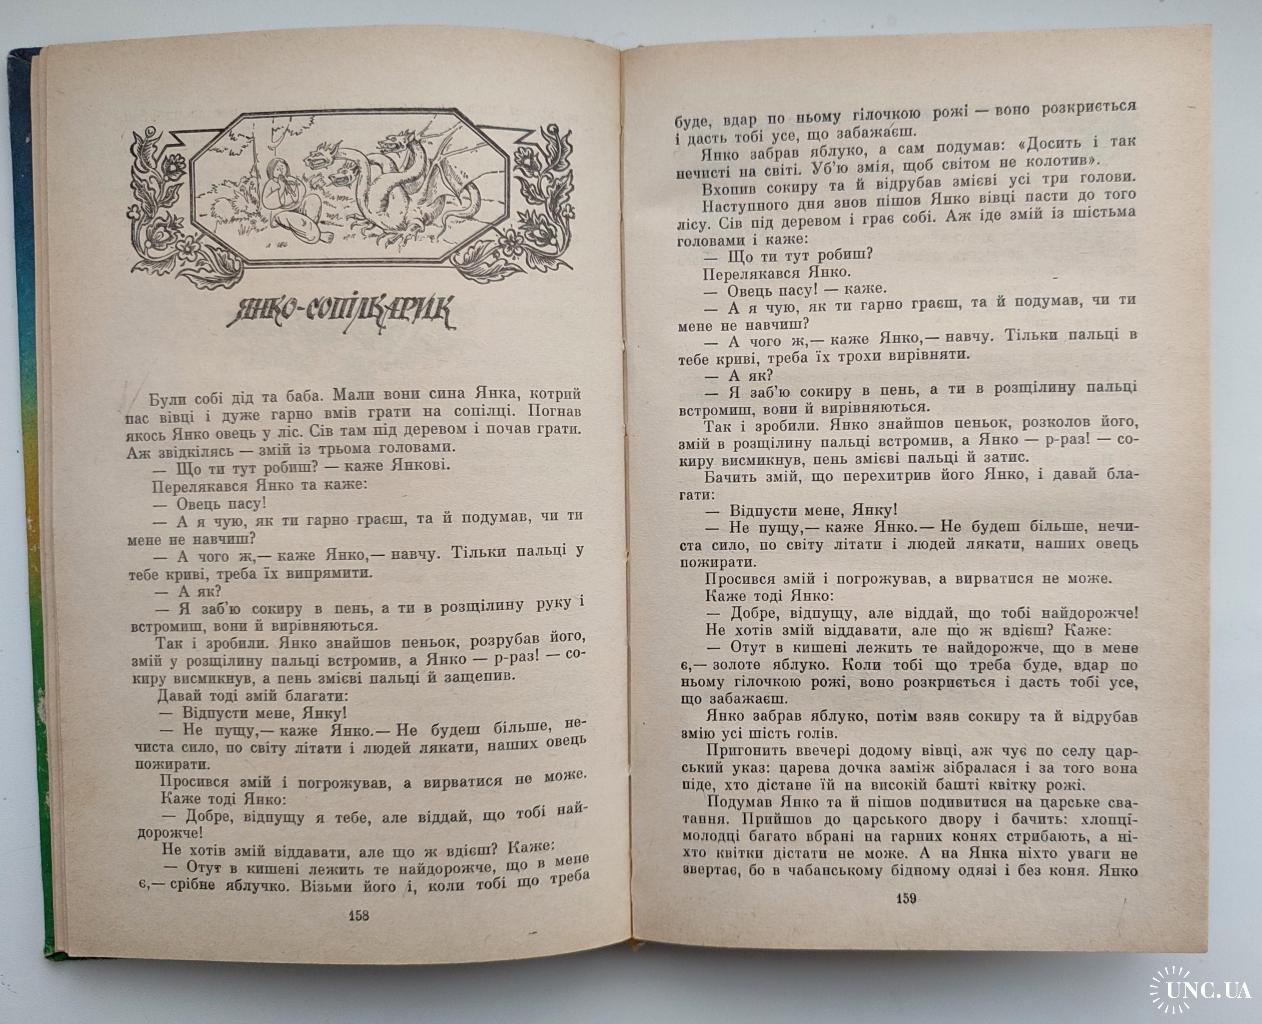 ЯНКО-СОПІЛКАРИК
Були собі дід та баба. Мали вони сина Янка, котрий
пас вівці і дуже гарно вмів грати на сопілці. Погнав
якось Янко овець у ліс. Сів там під деревом і почав грати.
Аж звідкілясь — змій із трьома головами.
— Що ти тут робиш? — каже Янкові.
Перелякався Янко та каже:
— Овець пасу!
— А я чую, як ти гарно граєш, та й подумав, чи ти
мене не навчиш?
— А чого ж,— каже Янко,— навчу. Тільки пальці у
тебе криві, треба їх випрямити.
— А як?
— Я заб'ю сокиру в пень, а ти в розщілину руку і
встромиш, вони й вирівняються.
Так і зробили. Янко знайшов пеньок, розрубав його,
змій у розщілину пальці встромив, а Янко — р-раз! — со-
киру висмикнув, а пень змієві пальці й защепив.
Давай тоді змій благати:
— Відпусти мене, Янку!
— Не пущу,— каже Янко.— Не будеш більше, не-
чиста сило, по світу літати і людей лякати, наших овець
пожирати.
Просився змій і погрожував, а вирватися не може.
Каже тоді Янко:
— Добре, відпущу я тебе, але віддай, що тобі най-
дорожче!
Не хотів змій віддавати, але що ж вдієш? Каже:
— Отут в кишені лежить те найдорожче, що в мене
є,— срібне яблучко. Візьми його і, коли тобі що треба
158
буде, вдар по ньому гілочкою рожі — воно розкриється
і дасть тобі усе, що забажаєш.
Янко забрав яблуко, а сам подумав: «Досить і так
нечисті на світі. Уб'ю змія, щоб світом не колотив».
Вхопив сокиру та й відрубав змієві усі три голови.
Наступного дня знов пішов Янко вівці пасти до того
лісу. Сів під деревом і грає собі. Аж іде змій із шістьма
головами і каже:
— Що ти тут робиш?
Перелякався Янко.
— Овець пасу! — каже.
— А я чую, як ти гарно граєш, та й подумав, чи ти
мене не навчиш?
— А чого ж,— каже Янко,— навчу. Тільки пальці в
тебе криві, треба їх трохи вирівняти.
— А як?
— Я заб'ю сокиру в пень, а ти в розщілину пальці
встромиш, вони й вирівняються.
Так і зробили. Янко знайшов пеньок, розколов його,
змій в розщілину пальці встромив, а Янко — р-раз! — со-
киру висмикнув, пень змієві пальці й затис.
Бачить змій, що перехитрив його Янко, і давай бла-
гати:
— Відпусти мене, Янку!
— Не пущу,— каже Янко.— Не будеш більше, нечи-
ста сило, по світу літати і людей лякати, наших овець
пожирати.
Просився змій і погрожував, а вирватися не може.
Каже тоді Янко:
— Добре, відпущу, але віддай, що тобі найдорожче!
Не хотів змій віддавати, але що ж вдієш? Каже:
— Отут в кишені лежить те найдорожче, що в мене
є,— золоте яблуко. Коли тобі що треба буде, вдар по
ньому гілочкою рожі, воно розкриється і дасть тобі усе,
що забажаєш.
Янко забрав яблуко, потім взяв сокиру та й відрубав
змію усі шість голів.
Пригонить ввечері додому вівці, аж чує по селу цар-
ський указ: царева дочка заміж зібралася і за того вона
піде, хто дістане їй на високій башті квітку рожі.
Подумав Янко та й пішов подивитися на царське сва-
тання. Прийшов до царського двору і бачить: хлопці-
молодці багато вбрані на гарних конях стрибають, а ні-
хто квітки дістати не може. А на Янка ніхто уваги не
звертає, бо в чабанському бідному одязі і без коня. Янко
159
UNC.UA